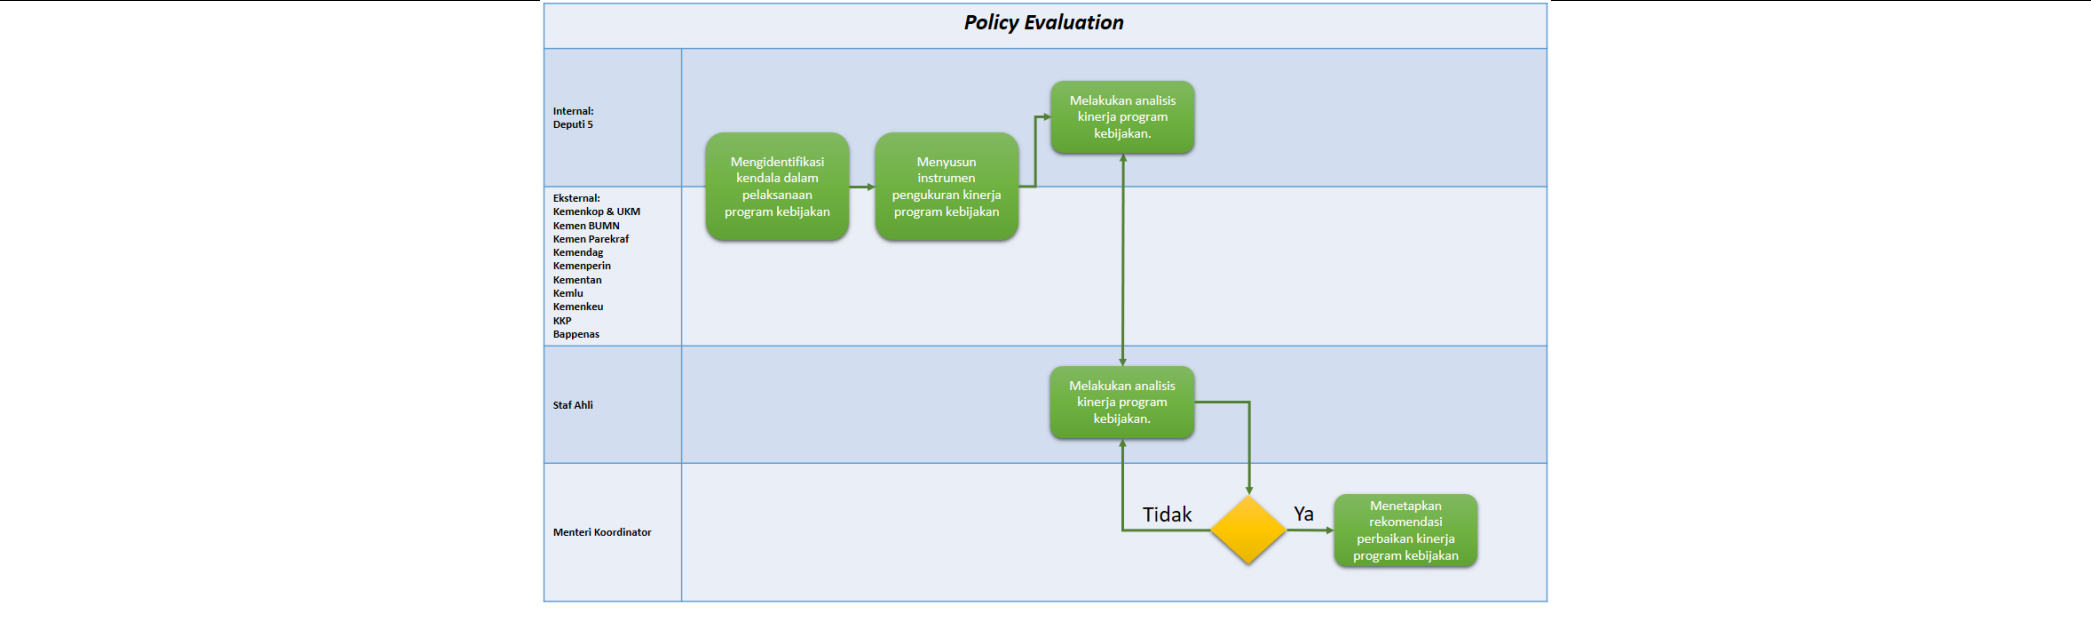 Policy Evaluation
Internal:
Deputi 5
Mengidentifikasi
kendala dalam
pelaksanaan
program kebijakan
Menyusun
instrumen
pengukuran kinerja
program kebijakan
Melakukan analisis
kinerja program
kebijakan.
Eksternal:
Kemenkop & UKM
Kemen BUMN
Kemen Parekraf
Kemendag
Kemenperin
Kementan
Kemlu
Kemenkeu
KKP
Bappenas
Staf Ahli
Melakukan analisis
kinerja program
kebijakan.
Menteri Koordinator
Tidak
Ya
Menetapkan
rekomendasi
perbaikan kinerja
program kebijakan